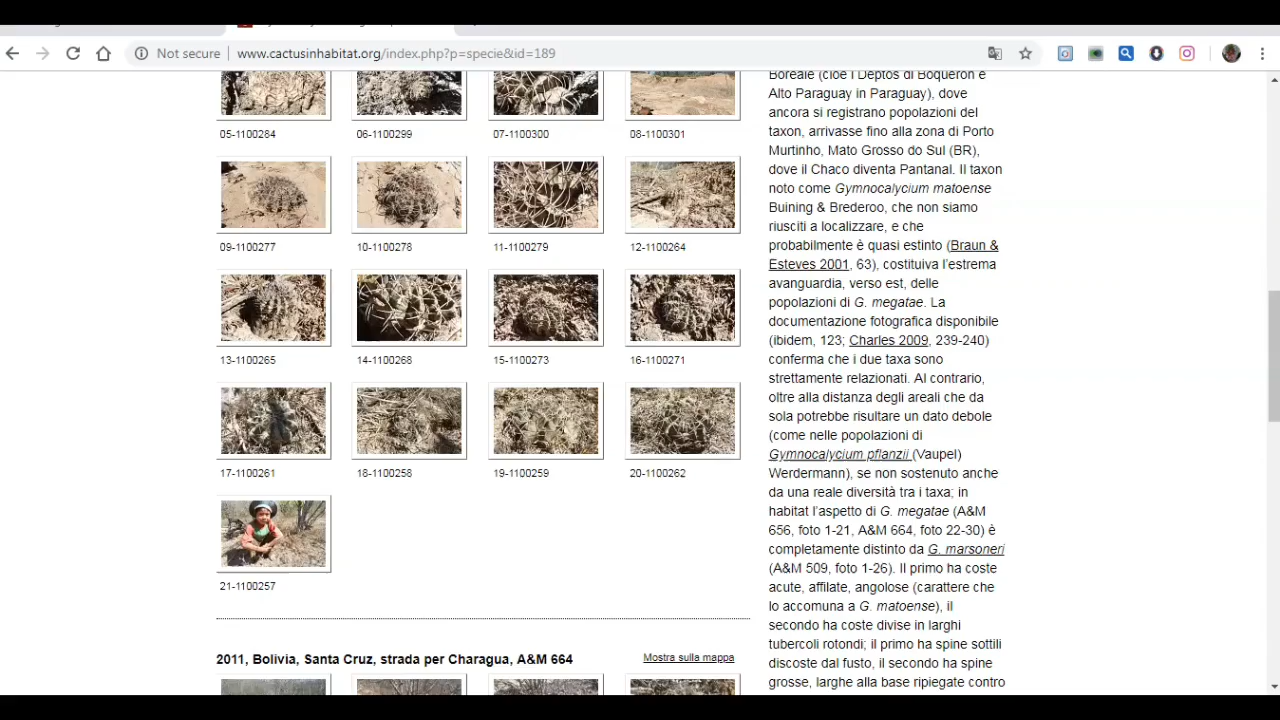 Not secure | www.cactusinhabitat.org/index.php?p=specie&id=189
05-1100284 06-1100299 07-1100300 08-1100301
09-1100277 10-1100278 11-1100279 12-1100264
13-1100265 14-1100268 15-1100273 16-1100271
17-1100261 18-1100258 19-1100259 20-1100262
21-1100257
2011, Bolivia, Santa Cruz, strada per Charagua, A&M 664 Mostra sulla mappa
Boreale (cioè i Deptos di Boquerón e
Alto Paraguay in Paraguay), dove
ancora si registrano popolazioni del
taxon, arrivasse fino alla zona di Porto
Murtinho, Mato Grosso do Sul (BR),
dove il Chaco diventa Pantanal. Il taxon
noto come Gymnocalycium matoense
Buining & Brederoo, che non siamo
riusciti a localizzare, e che
probabilmente è quasi estinto (Braun &
Esteves 2001, 63), costituiva l'estrema
avanguardia, verso est, delle
popolazioni di G. megatae. La
documentazione fotografica disponibile
(ibidem, 123; Charles 2009, 239-240)
conferma che i due taxa sono
strettamente relazionati. Al contrario,
oltre alla distanza degli areali che da
sola potrebbe risultare un dato debole
(come nelle popolazioni di
Gymnocalycium pflanzii (Vaupel)
Werdermann), se non sostenuto anche
da una reale diversità tra i taxa; in
habitat l'aspetto di G. megatae (A&M
656, foto 1-21, A&M 664, foto 22-30) è
completamente distinto da G. marsoneri
(A&M 509, foto 1-26). Il primo ha coste
acute, affilate, angolose (carattere che
lo accomuna a G. matoense), il
secondo ha coste divise in larghi
tubercoli rotondi; il primo ha spine sottili
discoste dal fusto, il secondo ha spine
grosse, larghe alla base ripiegate contro